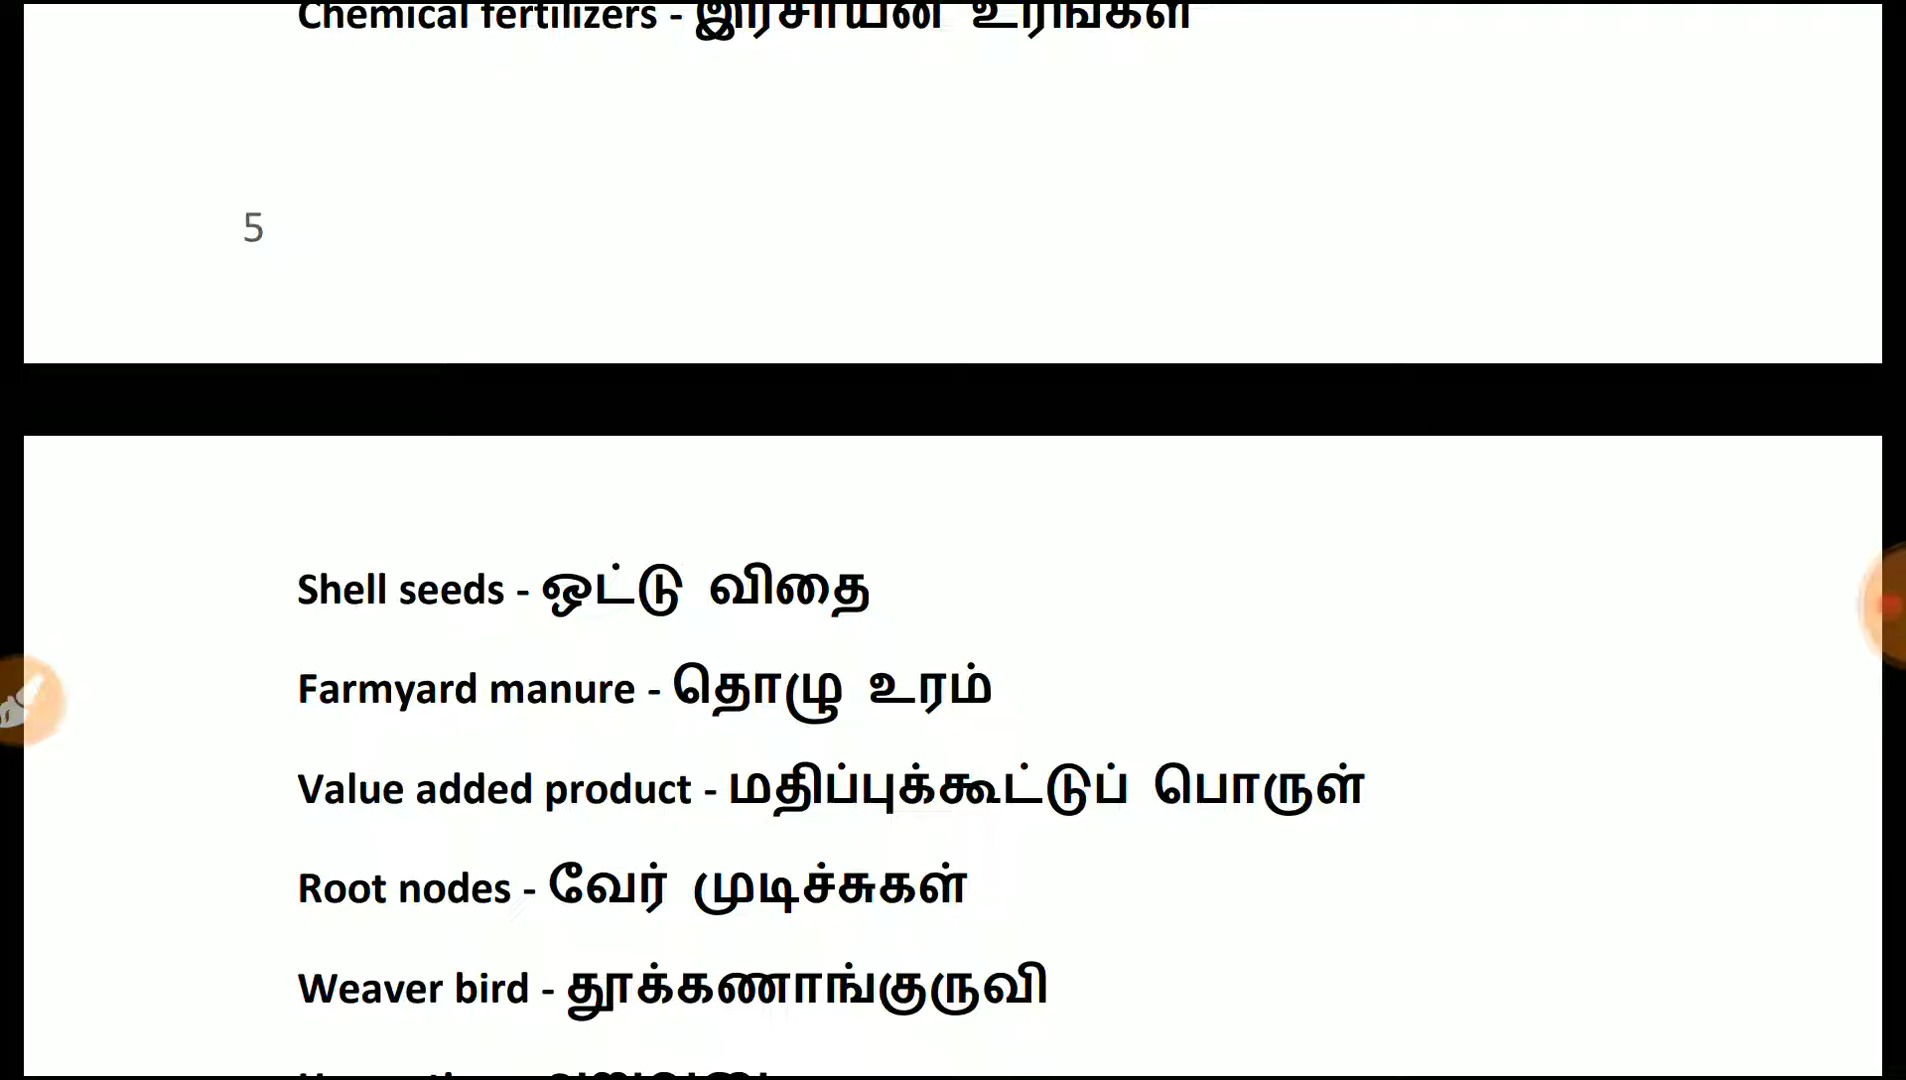 Chemical fertilizers - இரசாயன உரங்கள்
5
Shell seeds - ஒட்டு விதை
Farmyard manure - தொழு உரம்
Value added product - மதிப்புக்கூட்டுப் பொருள்
Root nodes - வேர் முடிச்சுகள்
Weaver bird - தூக்கணாங்குருவி